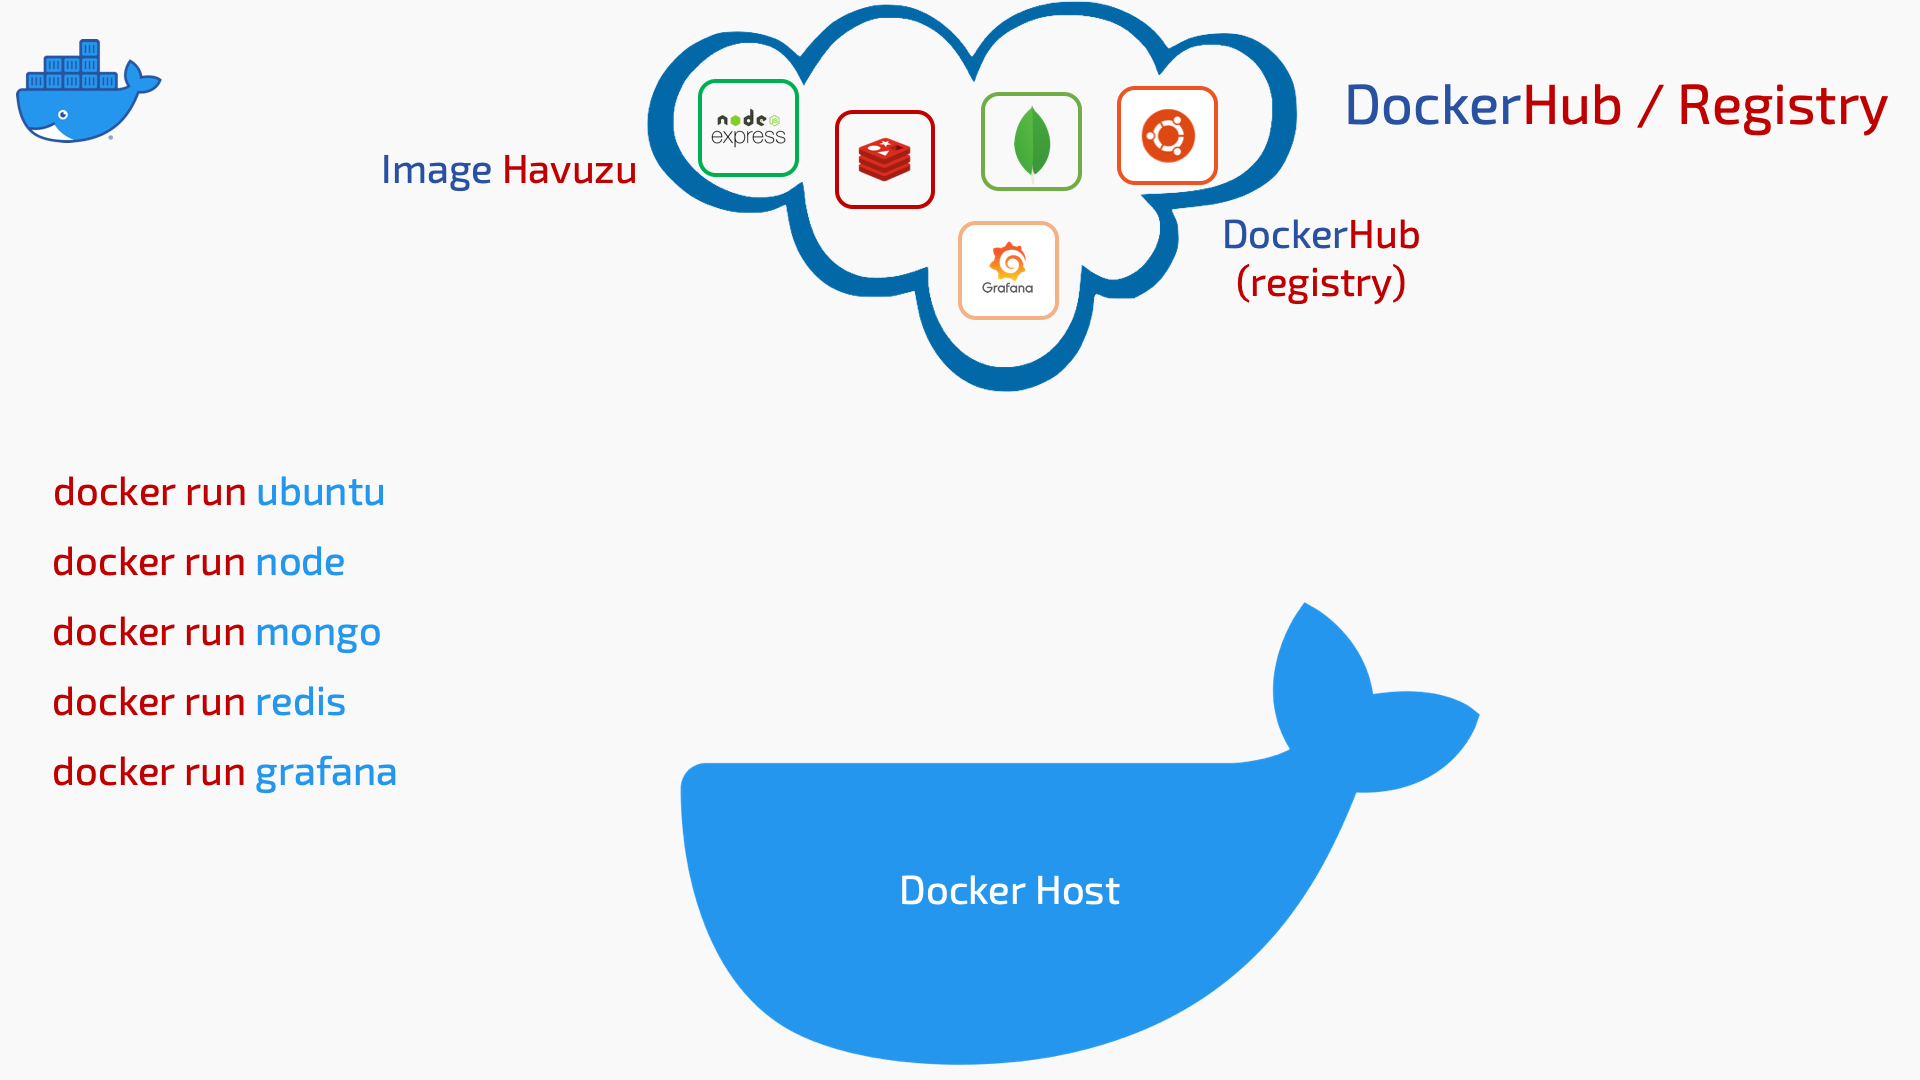 DockerHub / Registry
Image Havuzu
node
express
Grafana
DockerHub
(registry)
docker run ubuntu
docker run node
docker run mongo
docker run redis
docker run grafana
Docker Host